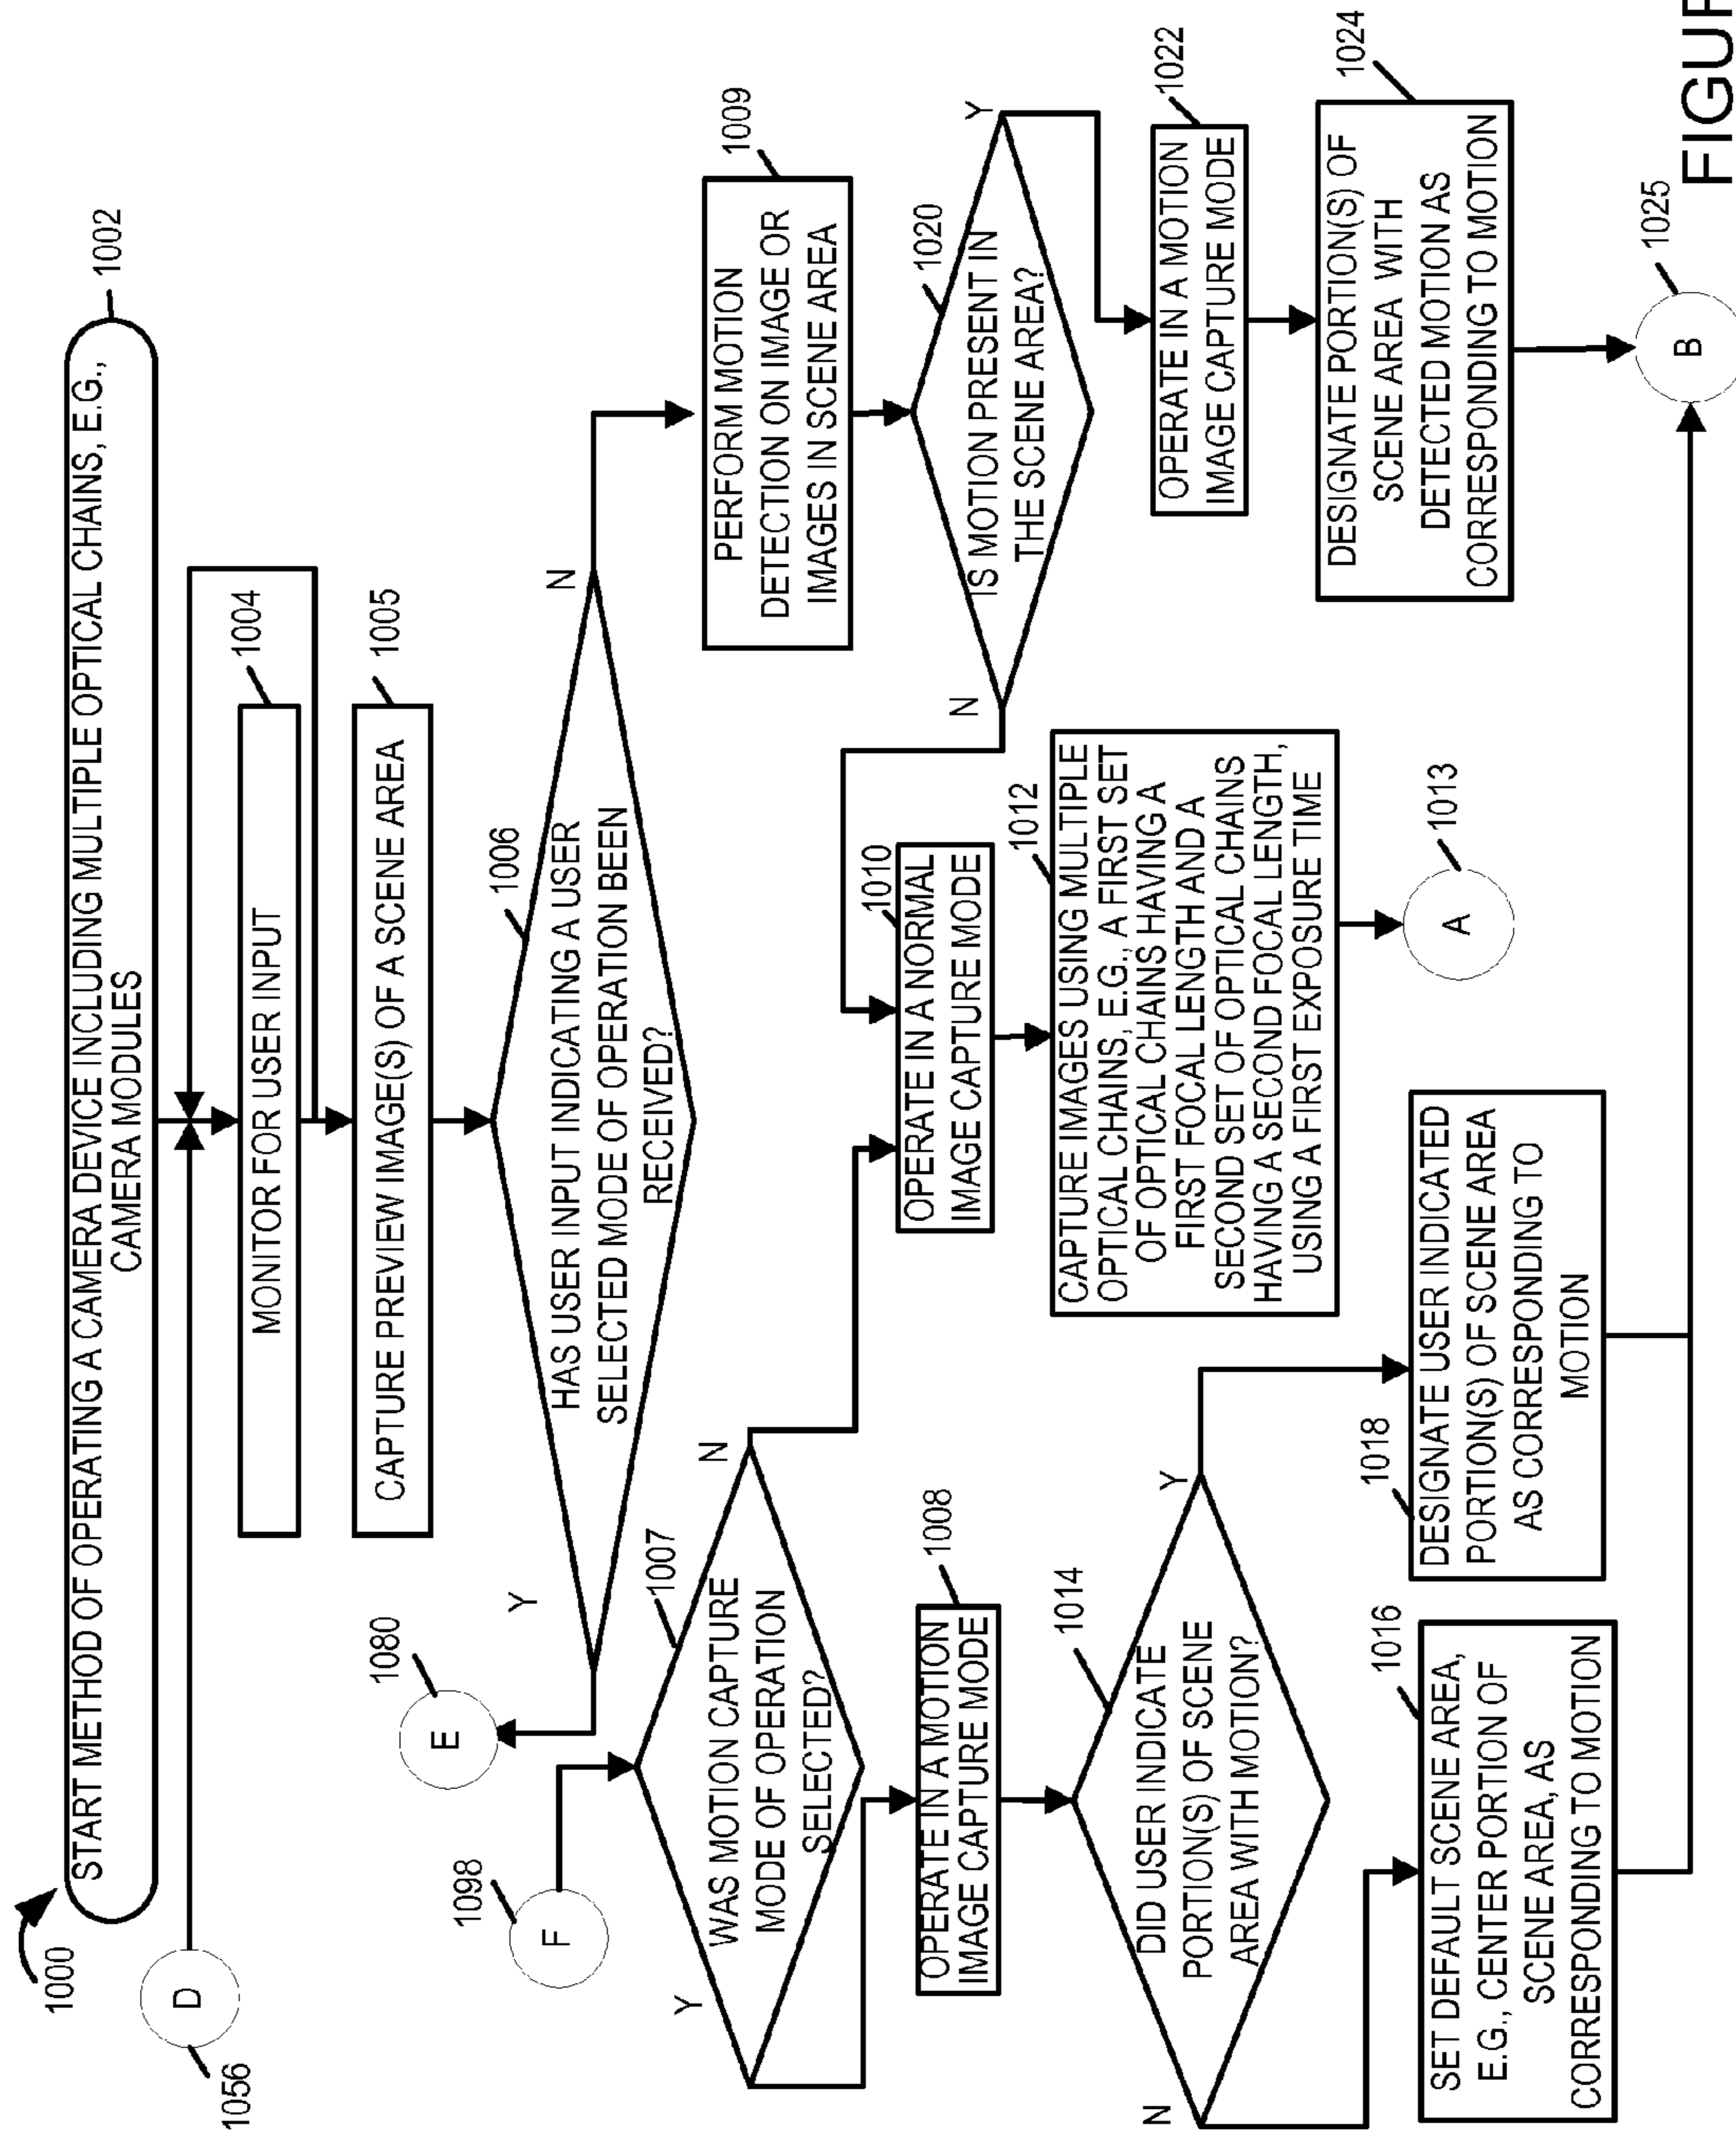 1000
START METHOD OF OPERATING A CAMERA DEVICE INCLUDING MULTIPLE OPTICAL CHAINS, E.G.,
CAMERA MODULES
1002
D
1056
MONITOR FOR USER INPUT
1004
CAPTURE PREVIEW IMAGE(S) OF A SCENE AREA
1005
1006
HAS USER INPUT INDICATING A USER
SELECTED MODE OF OPERATION BEEN
RECEIVED?
Y
N
E
1080
F
1098
1007
WAS MOTION CAPTURE
MODE OF OPERATION
SELECTED?
Y
N
OPERATE IN A MOTION
IMAGE CAPTURE MODE
1008
1014
DID USER INDICATE
PORTION(S) OF SCENE
AREA WITH MOTION?
N
Y
1016
SET DEFAULT SCENE AREA,
E.G., CENTER PORTION OF
SCENE AREA, AS
CORRESPONDING TO MOTION
1018
DESIGNATE USER INDICATED
PORTION(S) OF SCENE AREA
AS CORRESPONDING TO
MOTION
1010
OPERATE IN A NORMAL
IMAGE CAPTURE MODE
1012
CAPTURE IMAGES USING MULTIPLE
OPTICAL CHAINS, E.G., A FIRST SET
OF OPTICAL CHAINS HAVING A
FIRST FOCAL LENGTH AND A
SECOND SET OF OPTICAL CHAINS
HAVING A SECOND FOCAL LENGTH,
USING A FIRST EXPOSURE TIME
A
1013
PERFORM MOTION
DETECTION ON IMAGE OR
IMAGES IN SCENE AREA
1009
1020
IS MOTION PRESENT IN
THE SCENE AREA?
N
Y
OPERATE IN A MOTION
IMAGE CAPTURE MODE
1022
DESIGNATE PORTION(S) OF
SCENE AREA WITH
DETECTED MOTION AS
CORRESPONDING TO MOTION
1024
B
1025